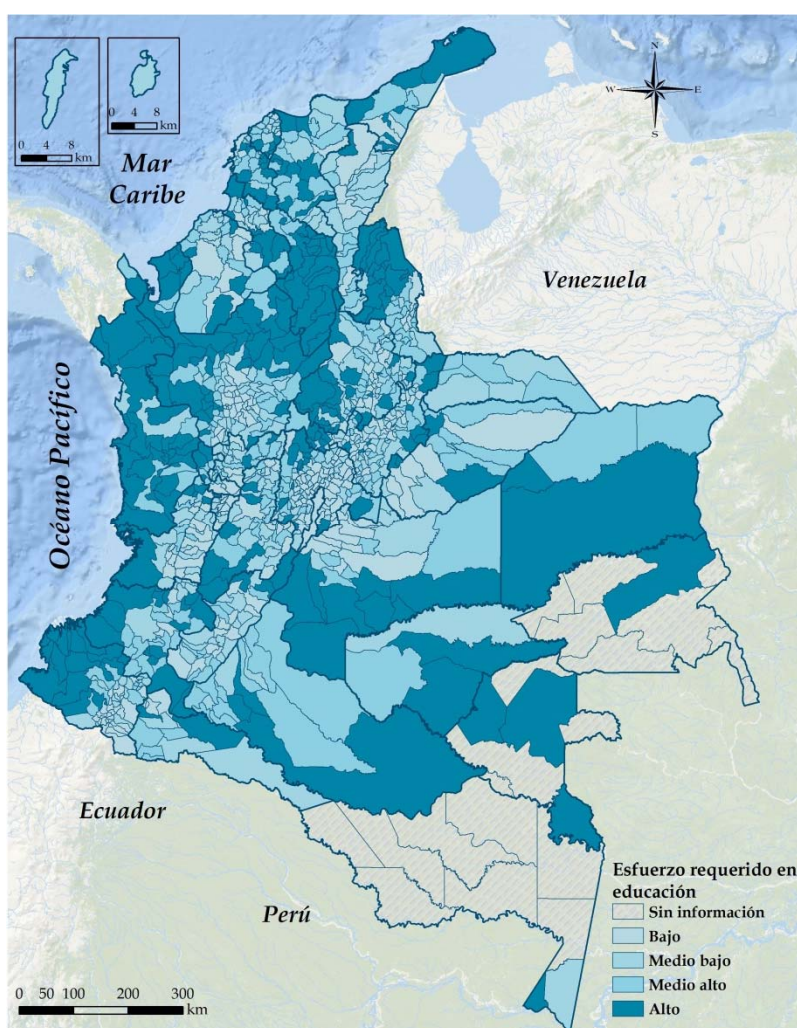 N
W E
S
0 4 8
km
0 4 8
km
Mar
Caribe
Venezuela
Océano Pacífico
Ecuador
Perú
Esfuerzo requerido en
educación
Sin información
Bajo
Medio bajo
Medio alto
Alto
0 50 100 200 300
km